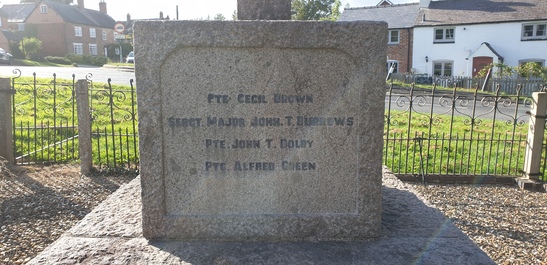 PTE CECIL BROWN
SERGT. MAJOR JOHN. T. BURROWS
PTE. JOHN T. COLBY
PTE. ALFRED GREEN